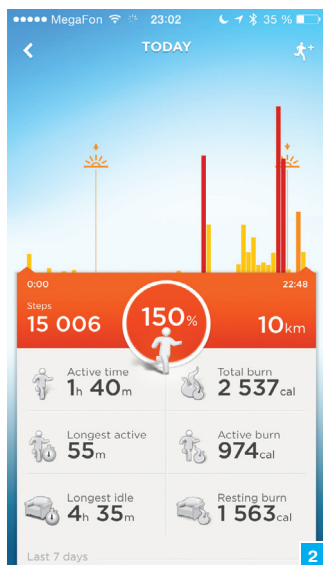 MegaFon 23:02 35 %
TODAY
0:00 22:48
Steps
15 006 150% 10km
Active time Total burn
1h 40m 2 537cal
Longest active Active burn
55m 974cal
Longest idle Resting burn
4h 35m 1 563cal
Last 7 days
2